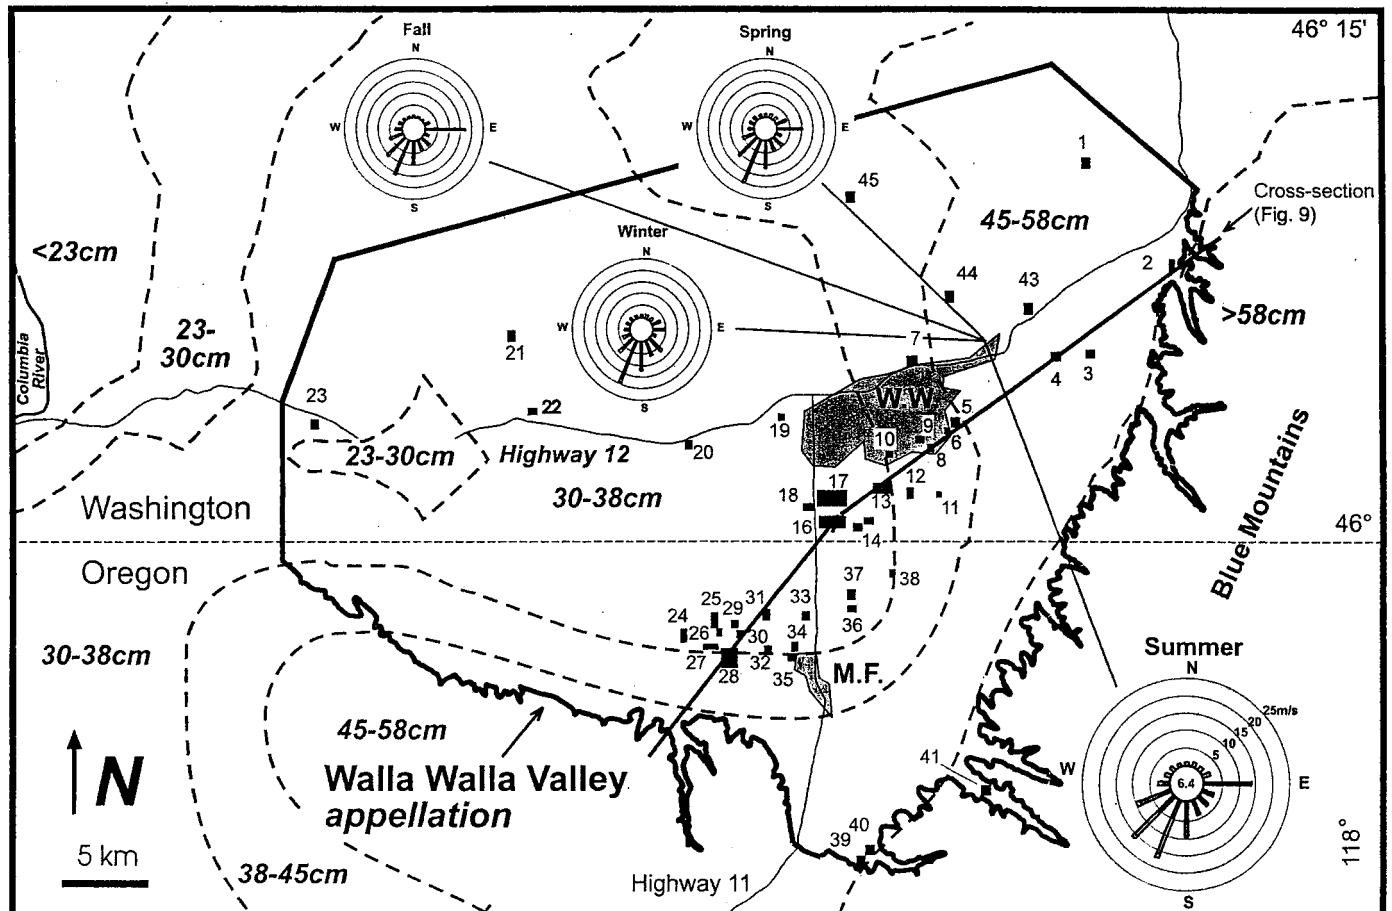 Fall
N
W
E
S
Spring
N
W
E
S
46° 15'
1
45
Cross-section
(Fig. 9)
45-58cm
<23cm
Winter
N
W
E
S
2
44
43
>58cm
23-
30cm
Columbia
River
21
7
4
3
23
22
W.W.
5
19
9
10
6
8
20
23-30cm
Highway 12
30-38cm
17
12
18
13
11
16
14
Washington
46°
Oregon
Blue Mountains
37
38
25
31
33
24
29
36
26
30
34
27
32
28
35
M.F.
30-38cm
Summer
N
25m/s
20
15
10
5
W
6.4
E
S
45-58cm
Walla Walla Valley
appellation
N
41
5 km
40
39
118°
38-45cm
Highway 11